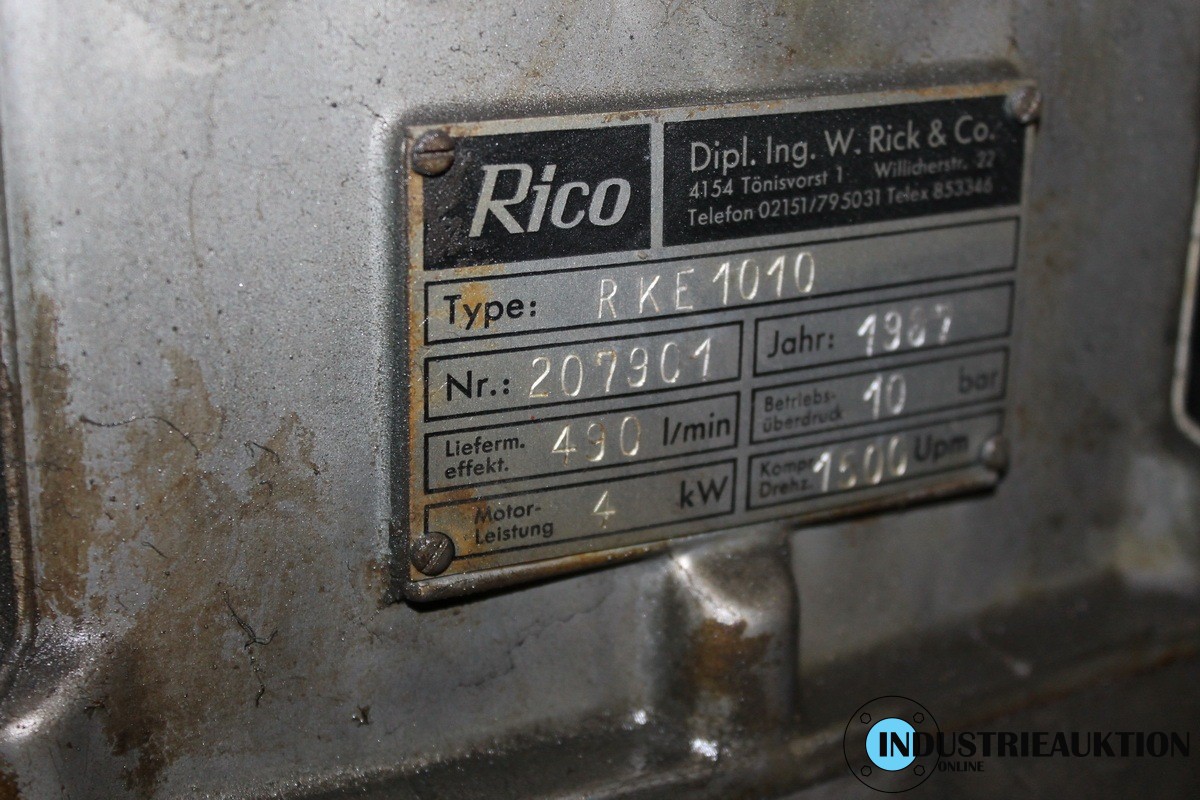 Rico
Dipl. Ing. W. Rick & Co.
4154 Tönisvorst 1 Willicherstr. 22
Telefon 02151/795031 Telex 853346
Type: RKE 1010
Nr.: 207901
Jahr: 1987
Lieferm. effekt. 490 l/min
Betriebs-
überdruck 10 bar
Motor-
Leistung 4 kW
Kompr.
Drehz. 1500 Upm
INDUSTRIEAUKTION
ONLINE